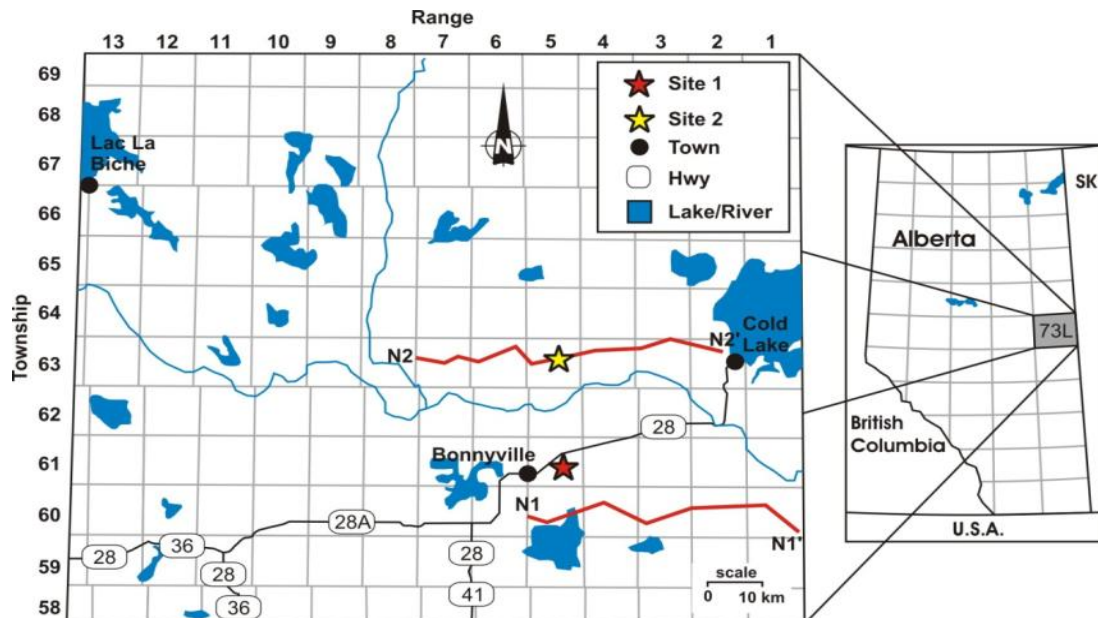 Range
13 12 11 10 9 8 7 6 5 4 3 2 1
69
68
67
66
65
64
63
62
61
60
59
58
Township
Lac La
Biche
N
Site 1
Site 2
Town
Hwy
Lake/River
N2
N2'
Cold
Lake
28
Bonnyville
N1
N1'
28A
28
36
28
36
28
41
scale
0 10 km
SK
Alberta
73L
British
Columbia
U.S.A.